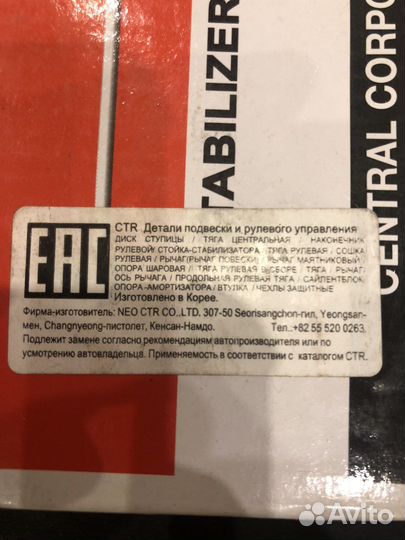 TABILIZER
CENTRAL CORPO
EAC
CTR Детали подвески и рулевого управления
ДИСК СТУПИЦЫ / ТЯГА ЦЕНТРАЛЬНАЯ / НАКОНЕЧНИК
РУЛЕВОЙ/ СТОЙКА-СТАБИЛИЗАТОРА / ТЯГА РУЛЕВАЯ / СОШКА
РУЛЕВАЯ / РЫЧАГ(РЫЧАГ ПОВЕСКИ) / РЫЧАГ МАЯТНИКОВЫЙ/
ОПОРА ШАРОВАЯ / ТЯГА РУЛЕВАЯ В СБОРЕ / ТЯГА / РЫЧАГ/
ОСЬ РЫЧАГА / ПРОДОЛЬНАЯ РУЛЕВАЯ ТЯГА / САЙЛЕНТБЛОК/
ОПОРА-АМОРТИЗАТОРА / ВТУЛКА / ЧЕХЛЫ ЗАЩИТНЫЕ
Изготовлено в Корее.
Фирма-изготовитель: NEO CTR CO.,LTD, 307-50 Seorisangchon-гил, Yeongsan-
мен, Changnyeong-пистолет, Кенсан-Намдо. Тел.:+82 55 520 0263.
Подлежит замене согласно рекомендациям автопроизводителя или по
усмотрению автовладельца. Применяемость в соответствии с каталогом CTR.
Avito